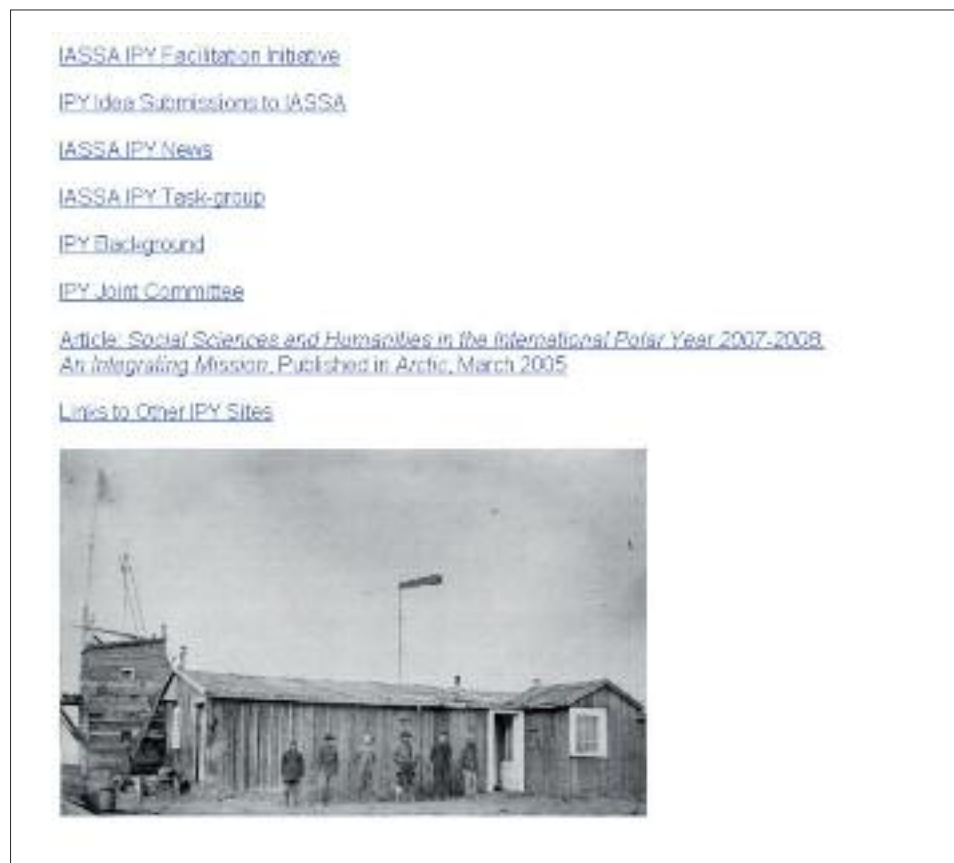 IASSA IPY Facilitation Initiative
IPY Idea Submissions to IASSA
IASSA IPY News
IASSA IPY Task-group
IPY Background
IPY Joint Committee
Article: Social Sciences and Humanities in the International Polar Year 2007-2008:
An Integrating Mission, Published in Arctic, March 2005
Links to Other IPY Sites